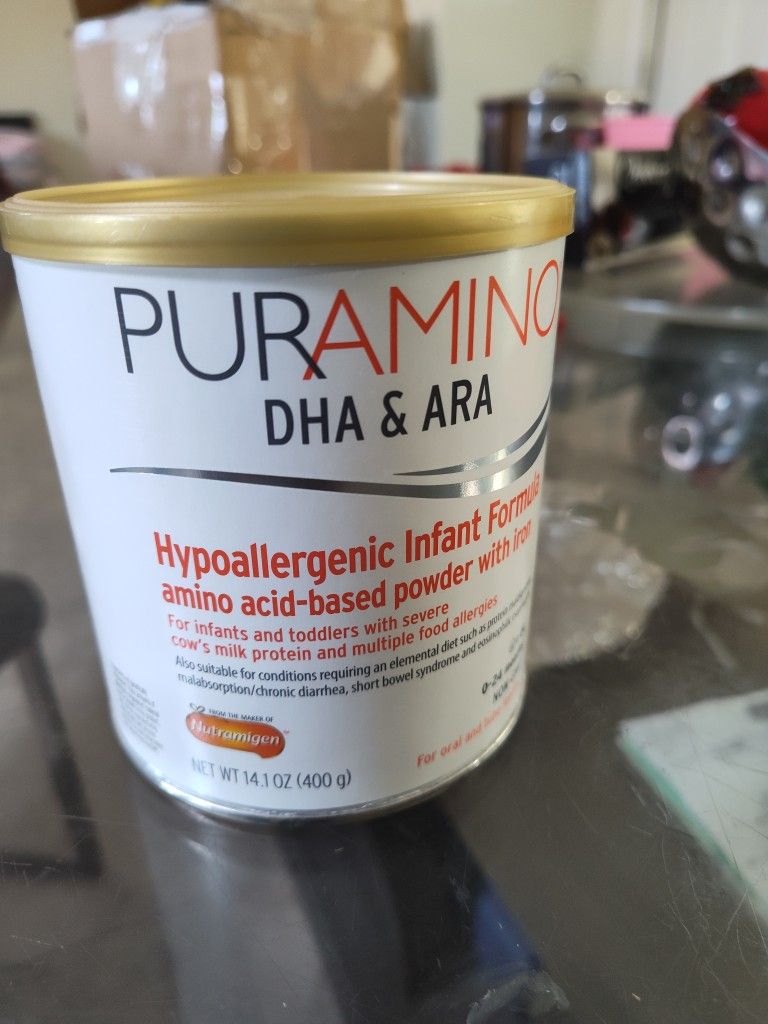 PURAMINO
DHA & ARA
Hypoallergenic Infant Formula
amino acid-based powder with iron
For infants and toddlers with severe
cow's milk protein and multiple food allergies
Also suitable for conditions requiring an elemental diet such as protein
malabsorption/chronic diarrhea, short bowel syndrome and eosinophilic
0-24
FROM THE MAKER OF
Nutramigen
NET WT 14.1 OZ (400 g)
For oral and